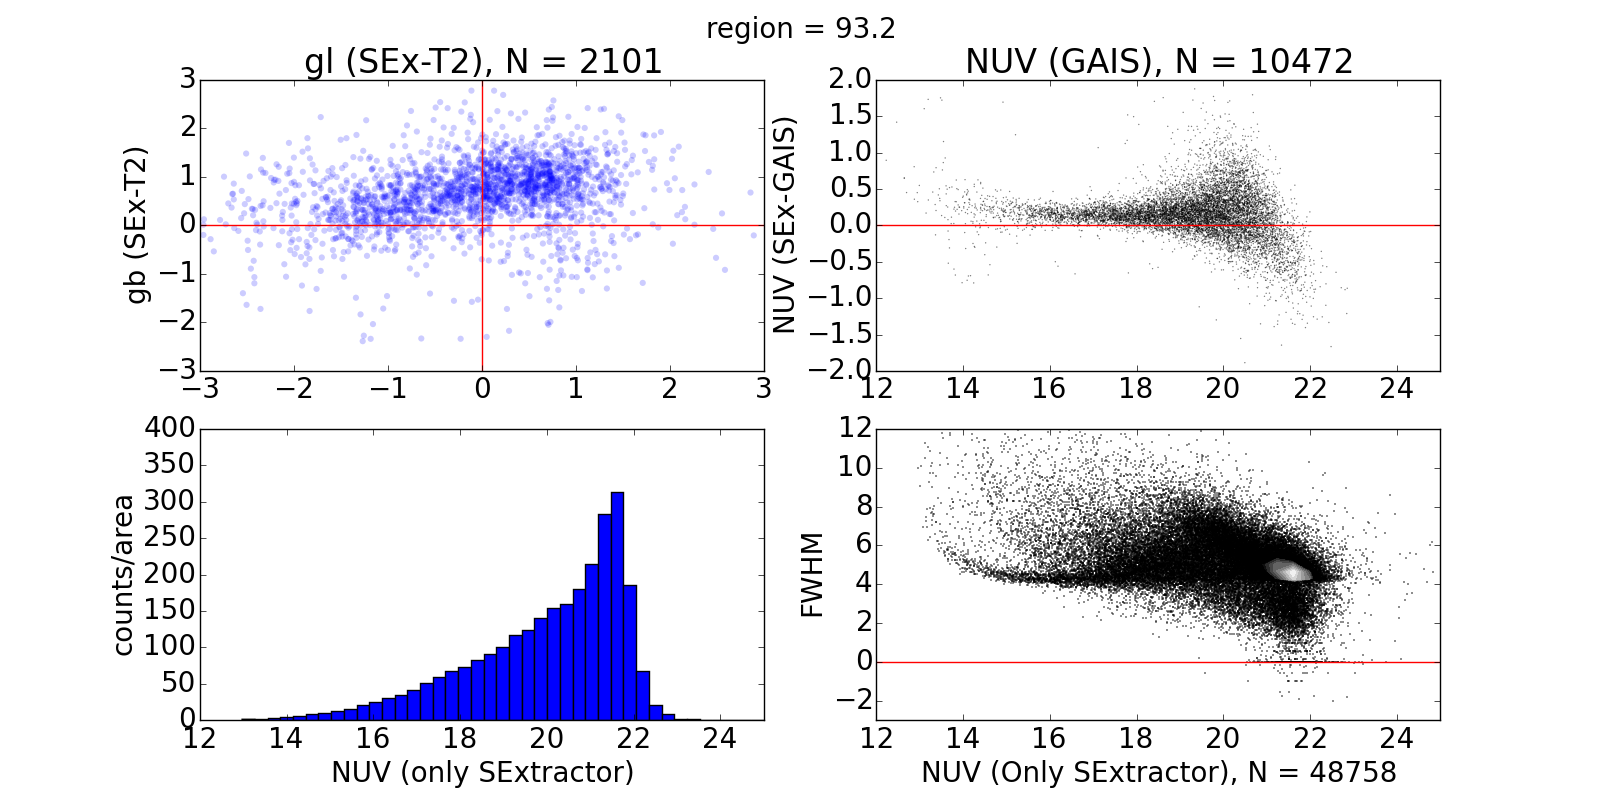 region = 93.2
gl (SEx-T2), N = 2101
NUV (GAIS), N = 10472
3
2
1
0
−1
−2
−3
gb (SEx-T2)
−3 −2 −1 0 1 2 3
2.0
1.5
1.0
0.5
0.0
−0.5
−1.0
−1.5
−2.0
NUV (SEx-GAIS)
12 14 16 18 20 22 24
400
350
300
250
200
150
100
50
0
counts/area
12 14 16 18 20 22 24
NUV (only SExtractor)
12
10
8
6
4
2
0
−2
FWHM
12 14 16 18 20 22 24
NUV (Only SExtractor), N = 48758